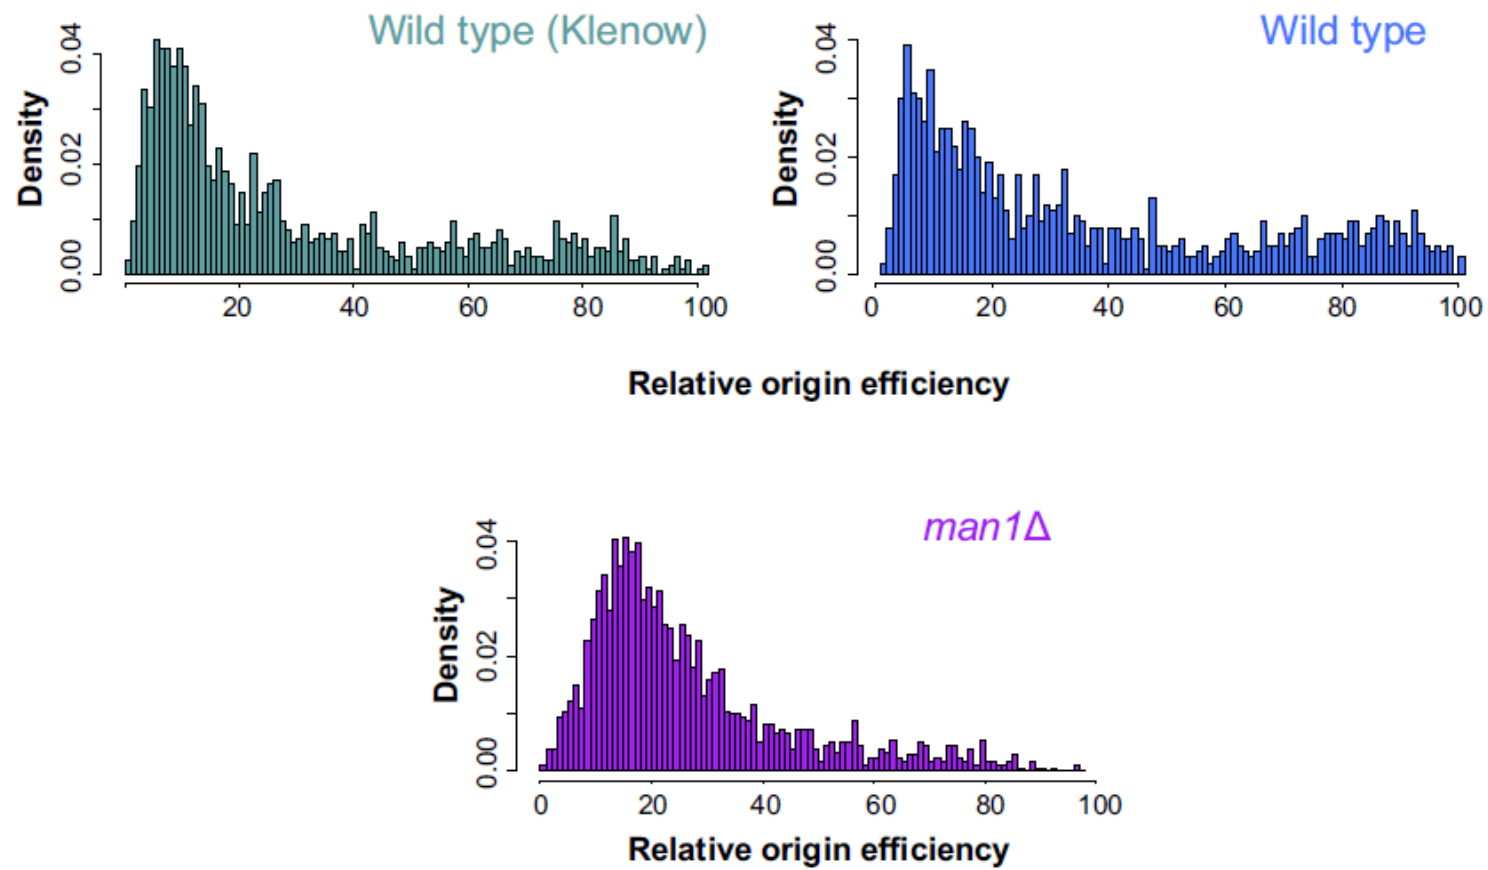 Wild type (Klenow)
Density
0.00 0.02 0.04
20 40 60 80 100
Wild type
Density
0.00 0.02 0.04
0 20 40 60 80 100
Relative origin efficiency
man1Δ
Density
0.00 0.02 0.04
0 20 40 60 80 100
Relative origin efficiency